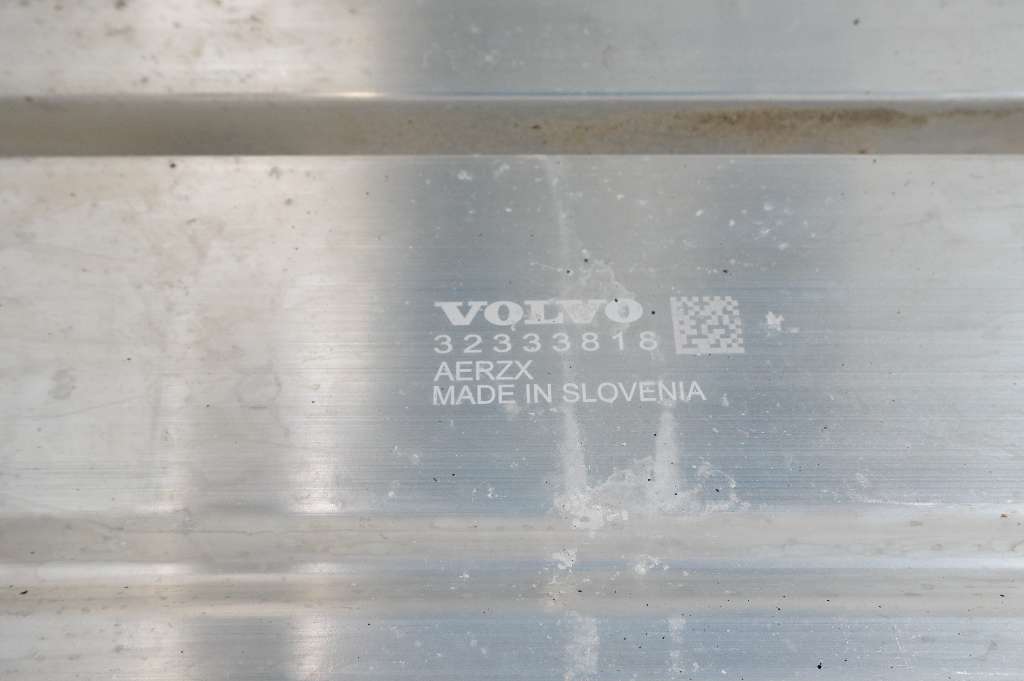 VOLVO
32333818
AERZX
MADE IN SLOVENIA